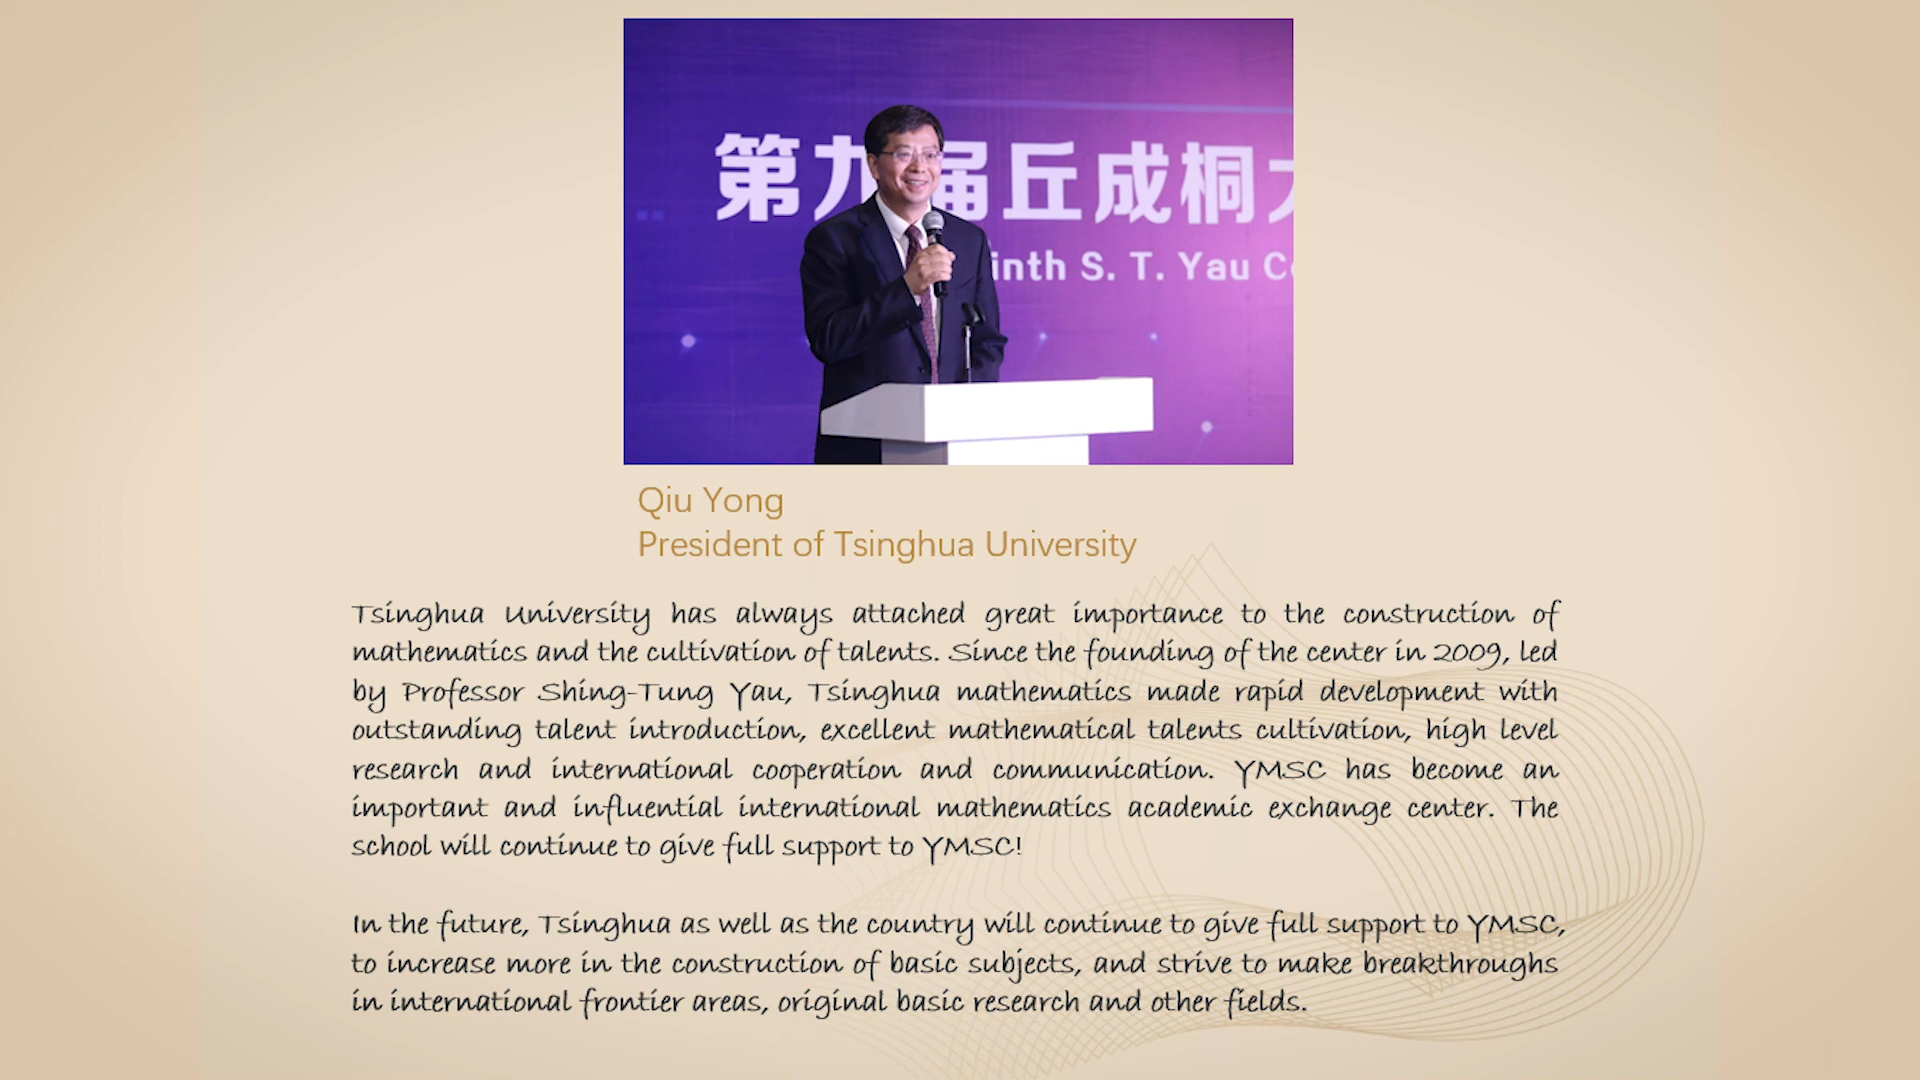 第九届丘成桐大
inth S. T. Yau Co
Qiu Yong
President of Tsinghua University
Tsinghua University has always attached great importance to the construction of
mathematics and the cultivation of talents. Since the founding of the center in 2009, led
by Professor Shing-Tung Yau, Tsinghua mathematics made rapid development with
outstanding talent introduction, excellent mathematical talents cultivation, high level
research and international cooperation and communication. YMSC has become an
important and influential international mathematics academic exchange center. The
school will continue to give full support to YMSC!
In the future, Tsinghua as well as the country will continue to give full support to YMSC,
to increase more in the construction of basic subjects, and strive to make breakthroughs
in international frontier areas, original basic research and other fields.